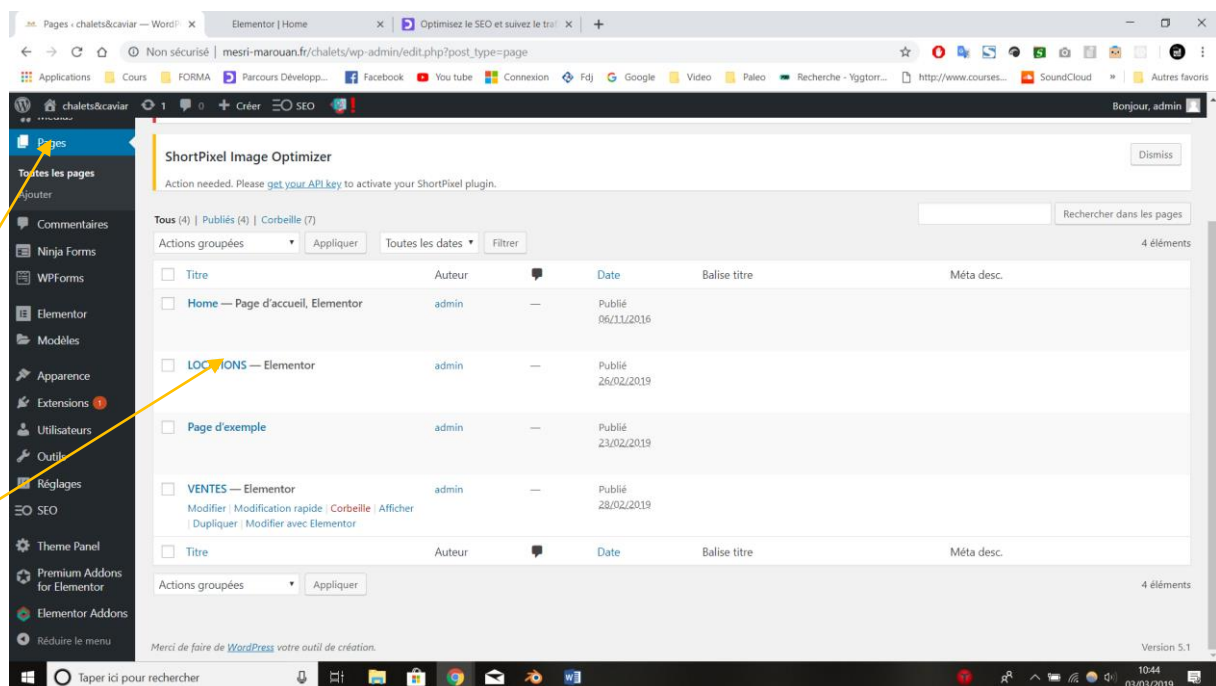 Pages ‹ chalets&caviar — WordP
Elementor | Home
Optimisez le SEO et suivez le traf
Non sécurisé | mesri-marouan.fr/chalets/wp-admin/edit.php?post_type=page
Applications
Cours
FORMA
Parcours Développ...
Facebook
You tube
Connexion
Fdj
Google
Video
Paleo
Recherche - Yggtorr...
http://www.courses...
SoundCloud
»
Autres favoris
chalets&caviar
1
0
+ Créer
SEO
Bonjour, admin
Médias
Pages
Toutes les pages
Ajouter
Commentaires
Ninja Forms
WPForms
Elementor
Modèles
Apparence
Extensions 1
Utilisateurs
Outils
Réglages
SEO
Theme Panel
Premium Addons
for Elementor
Elementor Addons
Réduire le menu
ShortPixel Image Optimizer
Dismiss
Action needed. Please get your API key to activate your ShortPixel plugin.
Tous (4) | Publiés (4) | Corbeille (7)
Rechercher dans les pages
Actions groupées
Appliquer
Toutes les dates
Filtrer
4 éléments
Titre Auteur Date Balise titre Méta desc.
Home — Page d'accueil, Elementor admin — Publié
06/11/2016
LOCATIONS — Elementor admin — Publié
26/02/2019
Page d'exemple admin — Publié
23/02/2019
VENTES — Elementor admin — Publié
28/02/2019
Modifier | Modification rapide | Corbeille | Afficher
| Dupliquer | Modifier avec Elementor
Titre Auteur Date Balise titre Méta desc.
Actions groupées
Appliquer
4 éléments
Merci de faire de WordPress votre outil de création.
Version 5.1
Taper ici pour rechercher
10:44
03/03/2019